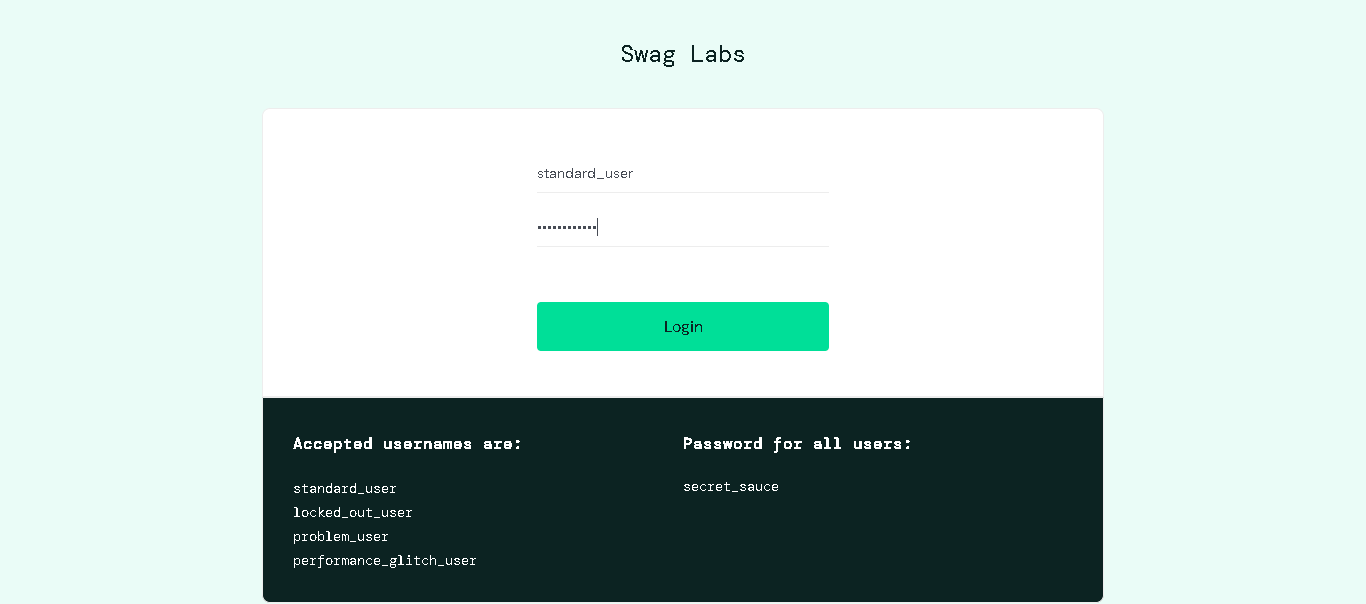 Swag Labs
standard_user
••••••••••••
Login
Accepted usernames are:
standard_user
locked_out_user
problem_user
performance_glitch_user
Password for all users:
secret_sauce